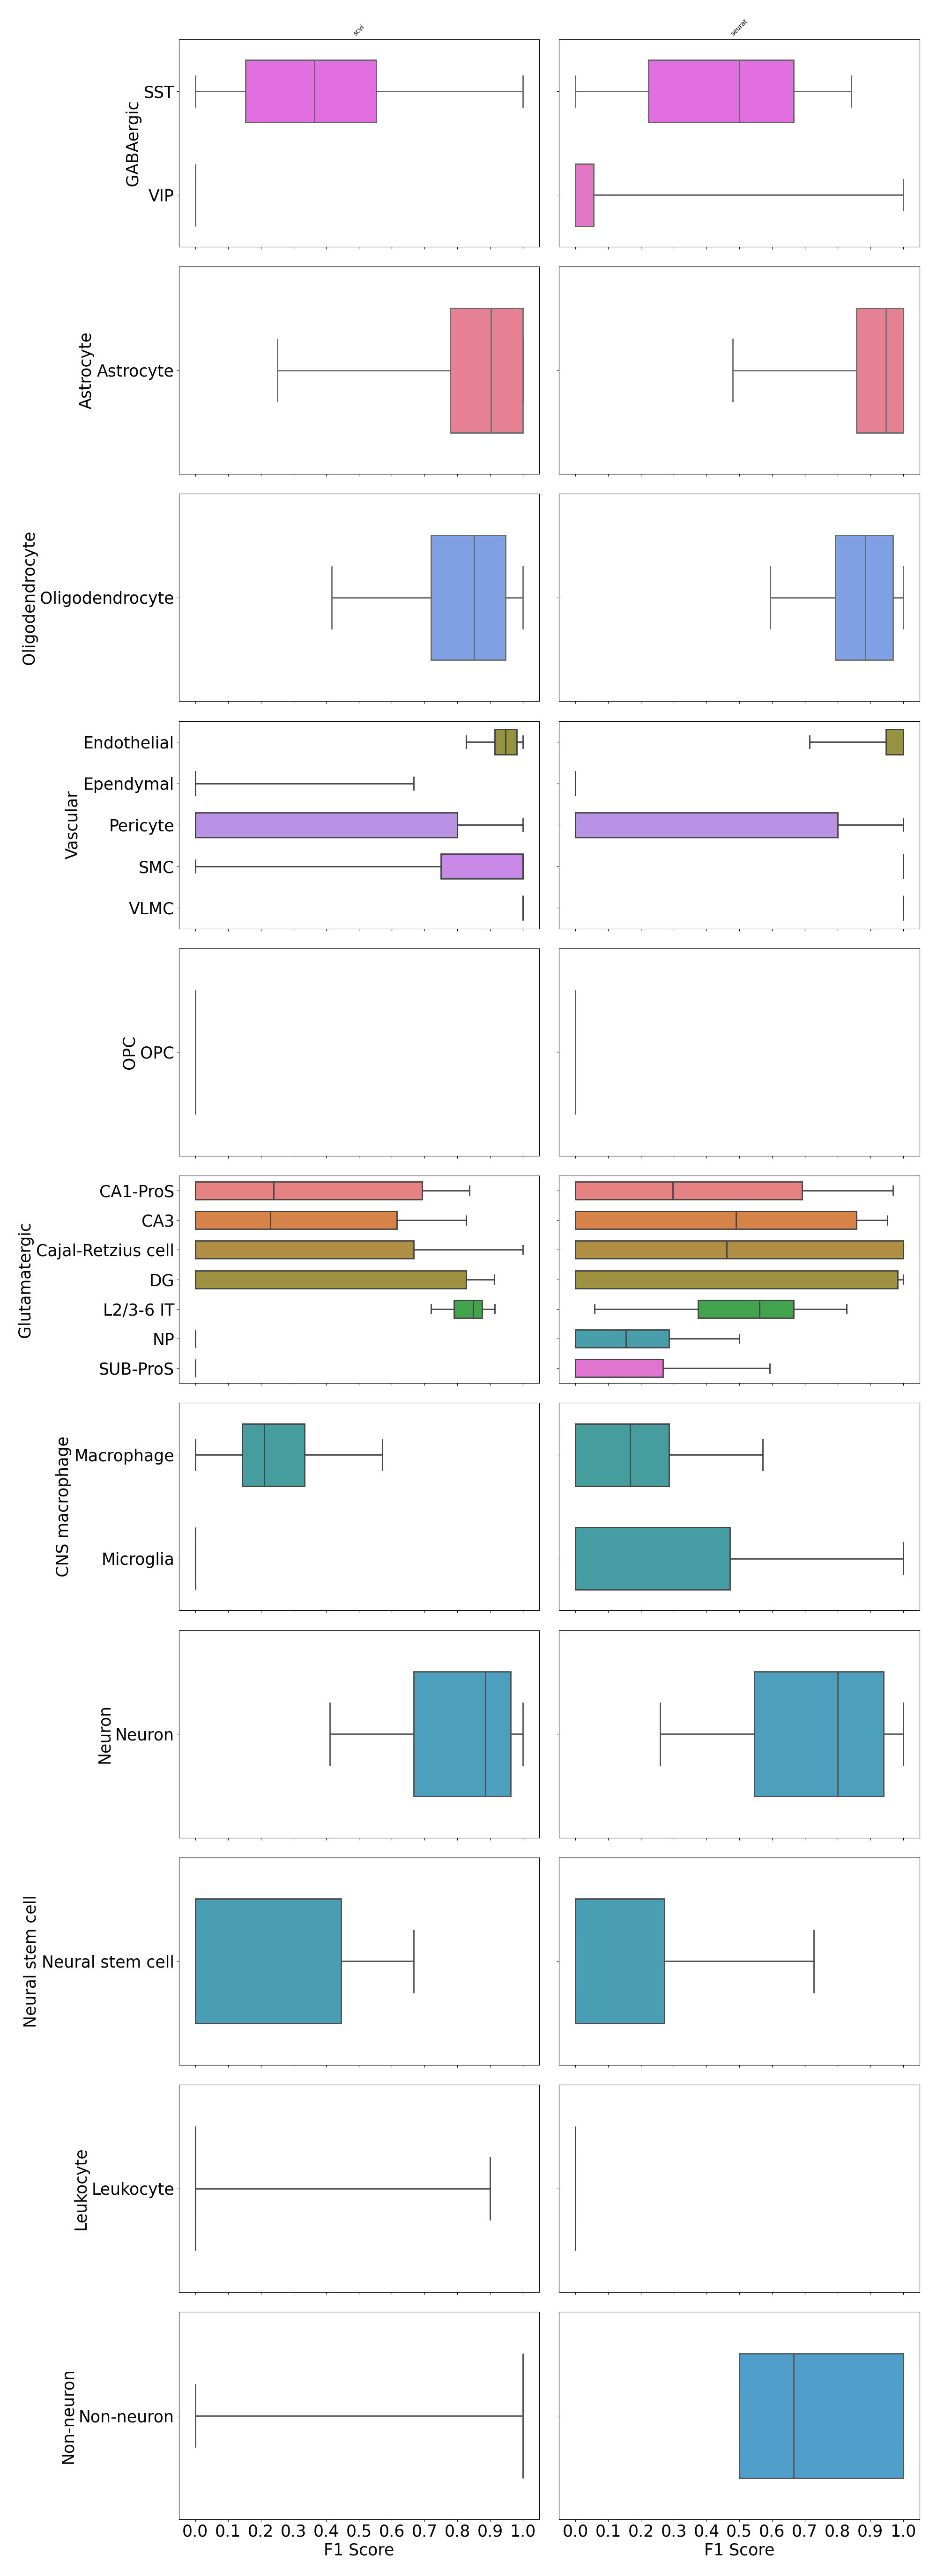 scvi
seurat
GABAergic
SST
VIP
Astrocyte
Astrocyte
Oligodendrocyte
Oligodendrocyte
Vascular
Endothelial
Ependymal
Pericyte
SMC
VLMC
OPC
OPC
Glutamatergic
CA1-ProS
CA3
Cajal-Retzius cell
DG
L2/3-6 IT
NP
SUB-ProS
CNS macrophage
Macrophage
Microglia
Neuron
Neuron
Neural stem cell
Neural stem cell
Leukocyte
Leukocyte
Non-neuron
Non-neuron
0.0 0.1 0.2 0.3 0.4 0.5 0.6 0.7 0.8 0.9 1.0
0.0 0.1 0.2 0.3 0.4 0.5 0.6 0.7 0.8 0.9 1.0
F1 Score
F1 Score